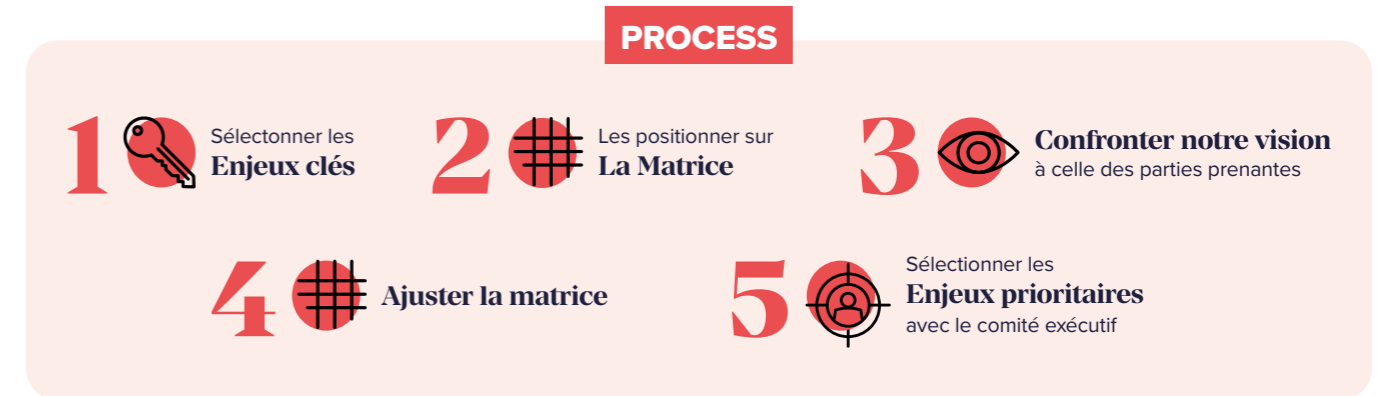 PROCESS
1
Sélectonner les
Enjeux clés
2
Les positionner sur
La Matrice
3
Confronter notre vision
à celle des parties prenantes
4
Ajuster la matrice
5
Sélectionner les
Enjeux prioritaires
avec le comité exécutif